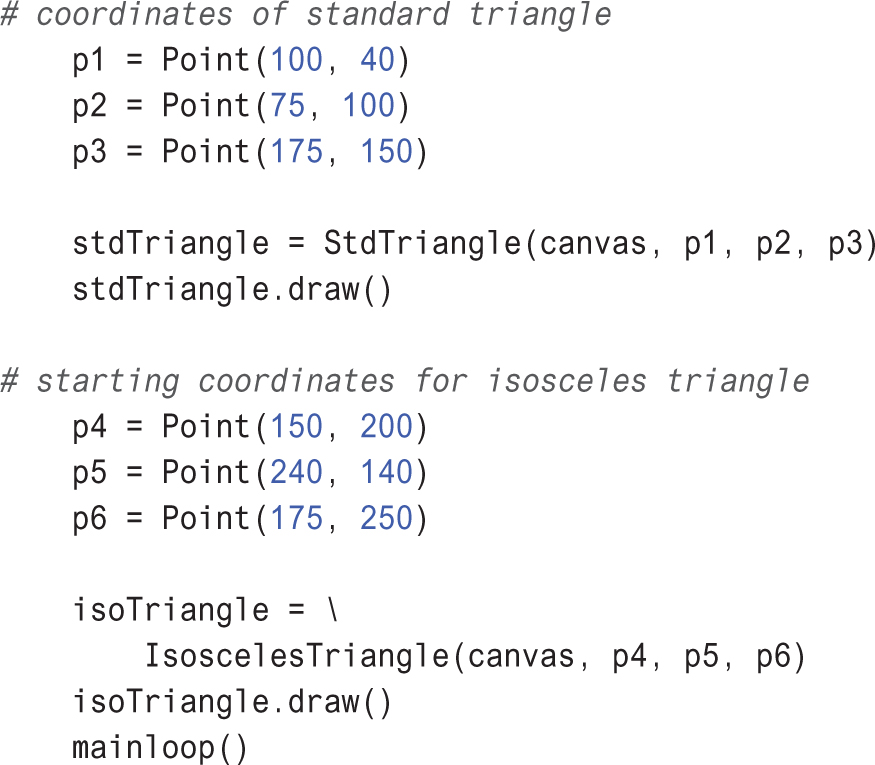 # coordinates of standard triangle
    p1 = Point(100, 40)
    p2 = Point(75, 100)
    p3 = Point(175, 150)

    stdTriangle = StdTriangle(canvas, p1, p2, p3)
    stdTriangle.draw()

# starting coordinates for isosceles triangle
    p4 = Point(150, 200)
    p5 = Point(240, 140)
    p6 = Point(175, 250)

    isoTriangle = \
        IsoscelesTriangle(canvas, p4, p5, p6)
    isoTriangle.draw()
    mainloop()